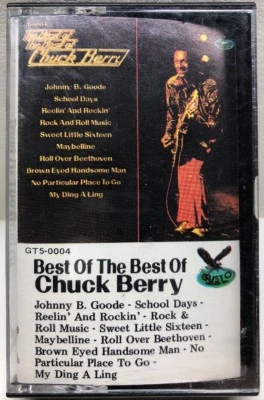 The Best of
The Best of
Chuck Berry
Johnny B. Goode
School Days
Reelin' And Rockin'
Rock And Roll Music
Sweet Little Sixteen
Maybelline
Roll Over Beethoven
Brown Eyed Handsome Man
No Particular Place To Go
My Ding A Ling
GT5-0004
Best Of The Best Of
Chuck Berry
GUSTO
Johnny B. Goode - School Days -
Reelin' And Rockin' - Rock &
Roll Music - Sweet Little Sixteen -
Maybelline - Roll Over Beethoven -
Brown Eyed Handsome Man - No
Particular Place To Go -
My Ding A Ling